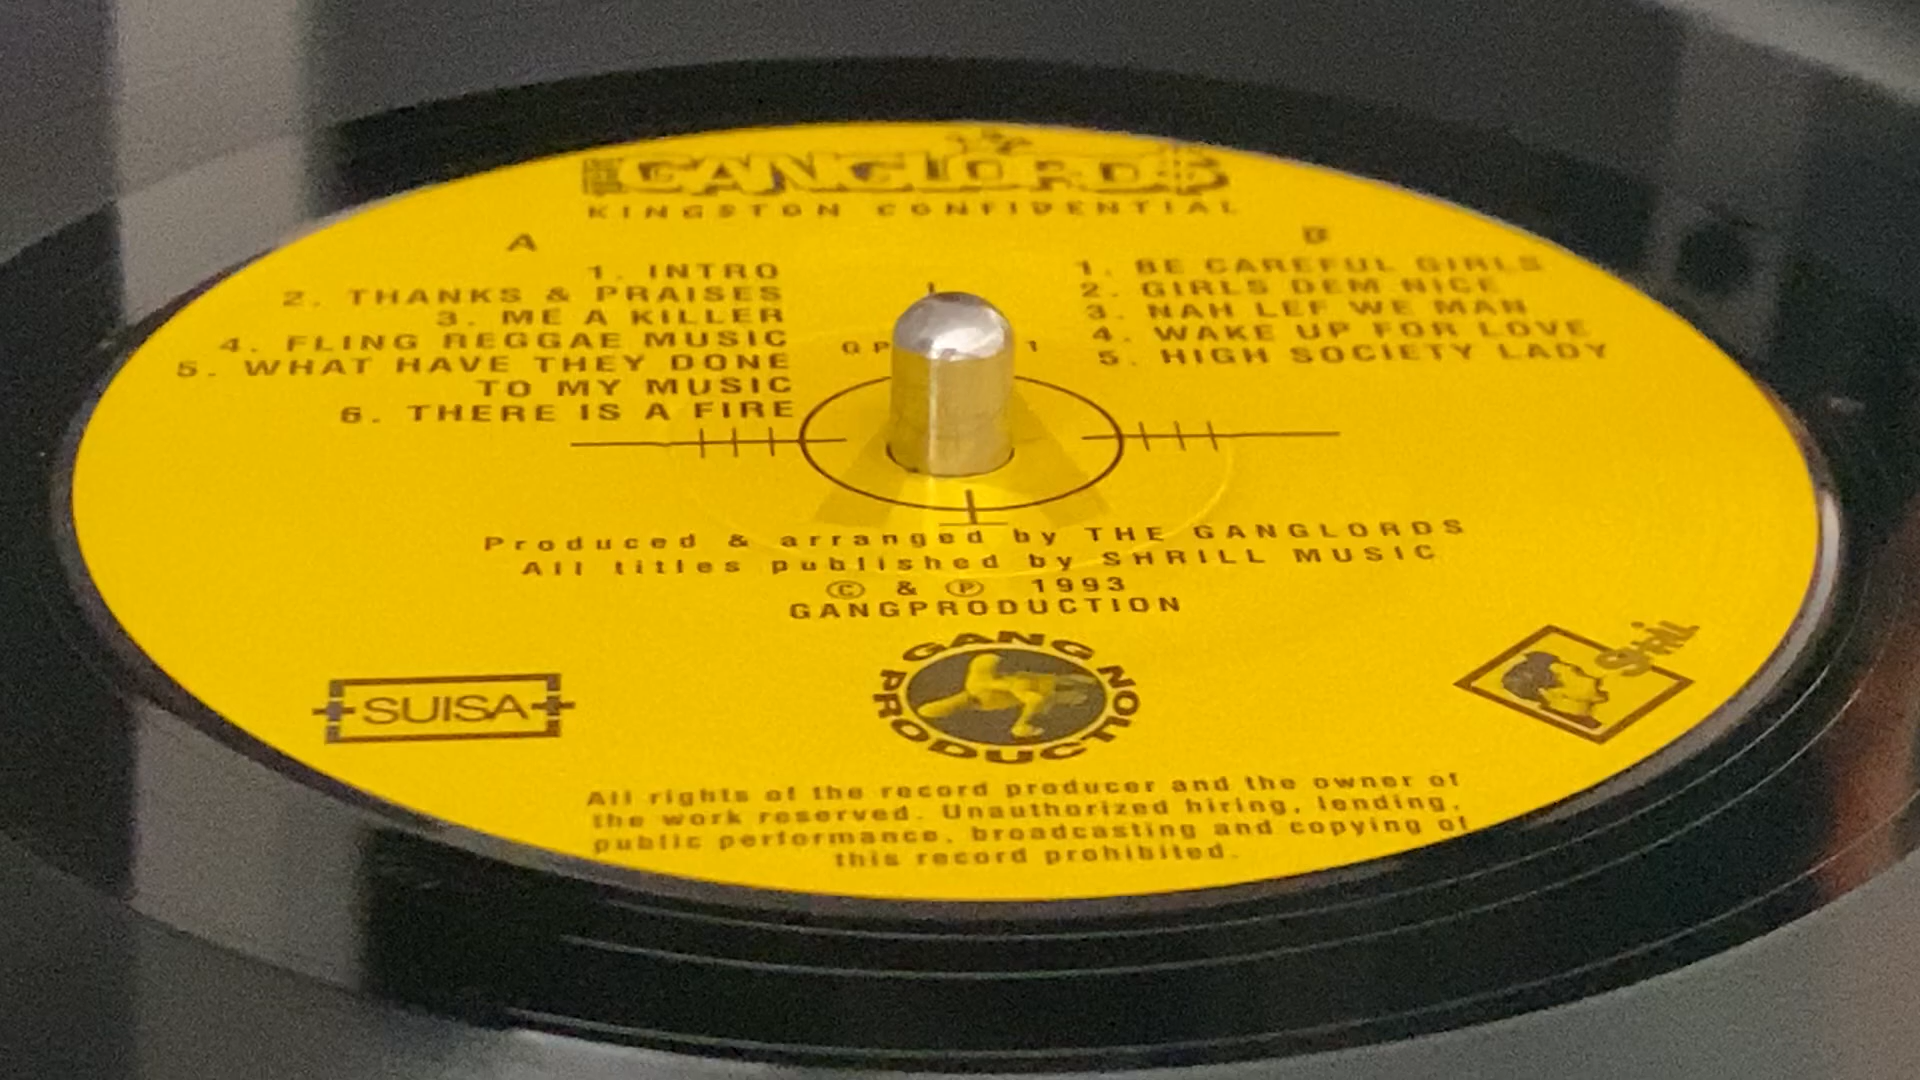 THE GANGLORDS
KINGSTON CONFIDENTIAL
A
1. INTRO
2. THANKS & PRAISES
3. ME A KILLER
4. FLING REGGAE MUSIC
5. WHAT HAVE THEY DONE
TO MY MUSIC
6. THERE IS A FIRE
B
1. BE CAREFUL GIRLS
2. GIRLS DEM NICE
3. NAH LEF WE MAN
4. WAKE UP FOR LOVE
5. HIGH SOCIETY LADY
Produced & arranged by THE GANGLORDS
All titles published by SHRILL MUSIC
© & ℗ 1993
GANGPRODUCTION
SUISA
GANG PRODUCTION
Shrill
All rights of the record producer and the owner of
the work reserved. Unauthorized hiring, lending,
public performance, broadcasting and copying of
this record prohibited.